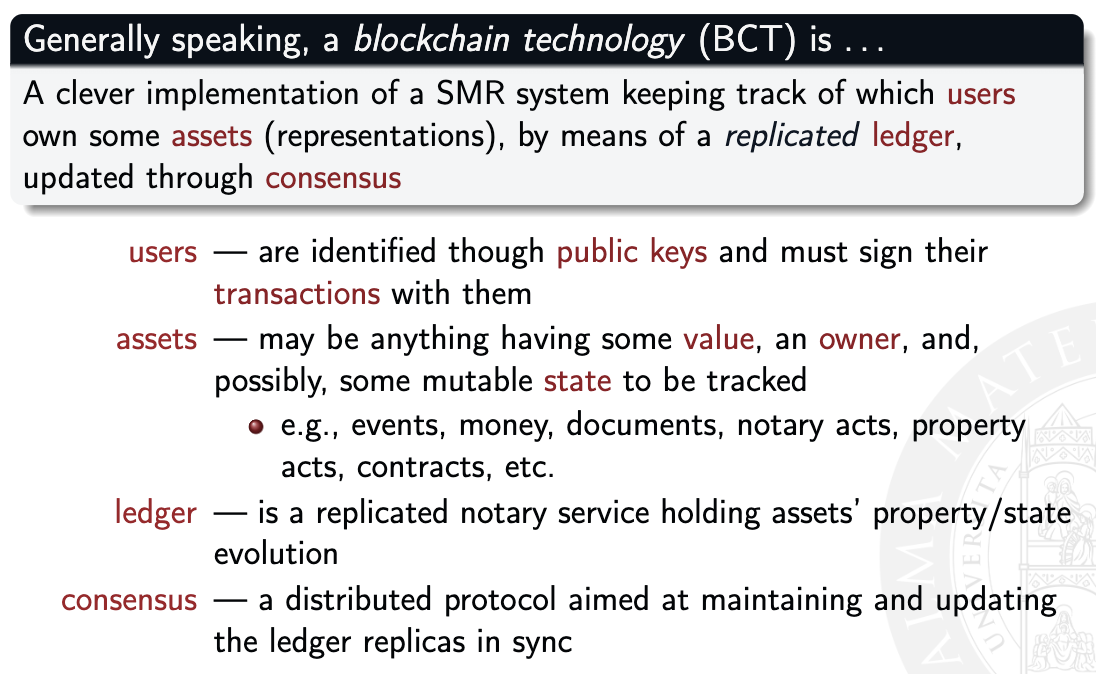 Generally speaking, a blockchain technology (BCT) is . . .
A clever implementation of a SMR system keeping track of which users
own some assets (representations), by means of a replicated ledger,
updated through consensus
users — are identified though public keys and must sign their
transactions with them
assets — may be anything having some value, an owner, and,
possibly, some mutable state to be tracked
e.g., events, money, documents, notary acts, property
acts, contracts, etc.
ledger — is a replicated notary service holding assets' property/state
evolution
consensus — a distributed protocol aimed at maintaining and updating
the ledger replicas in sync
ALMA MATE
UNIVERSITA